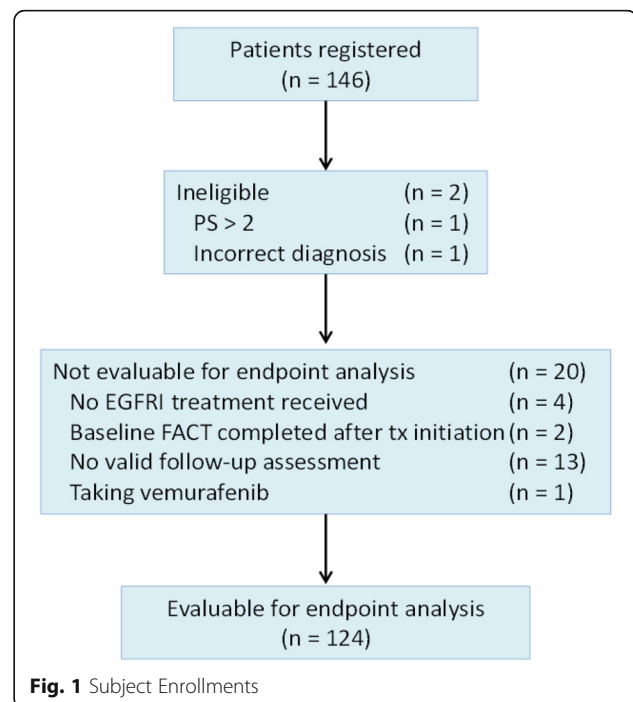 Patients registered
(n = 146)
Ineligible (n = 2)
PS > 2 (n = 1)
Incorrect diagnosis (n = 1)
Not evaluable for endpoint analysis (n = 20)
No EGFRI treatment received (n = 4)
Baseline FACT completed after tx initiation (n = 2)
No valid follow-up assessment (n = 13)
Taking vemurafenib (n = 1)
Evaluable for endpoint analysis
(n = 124)
Fig. 1 Subject Enrollments